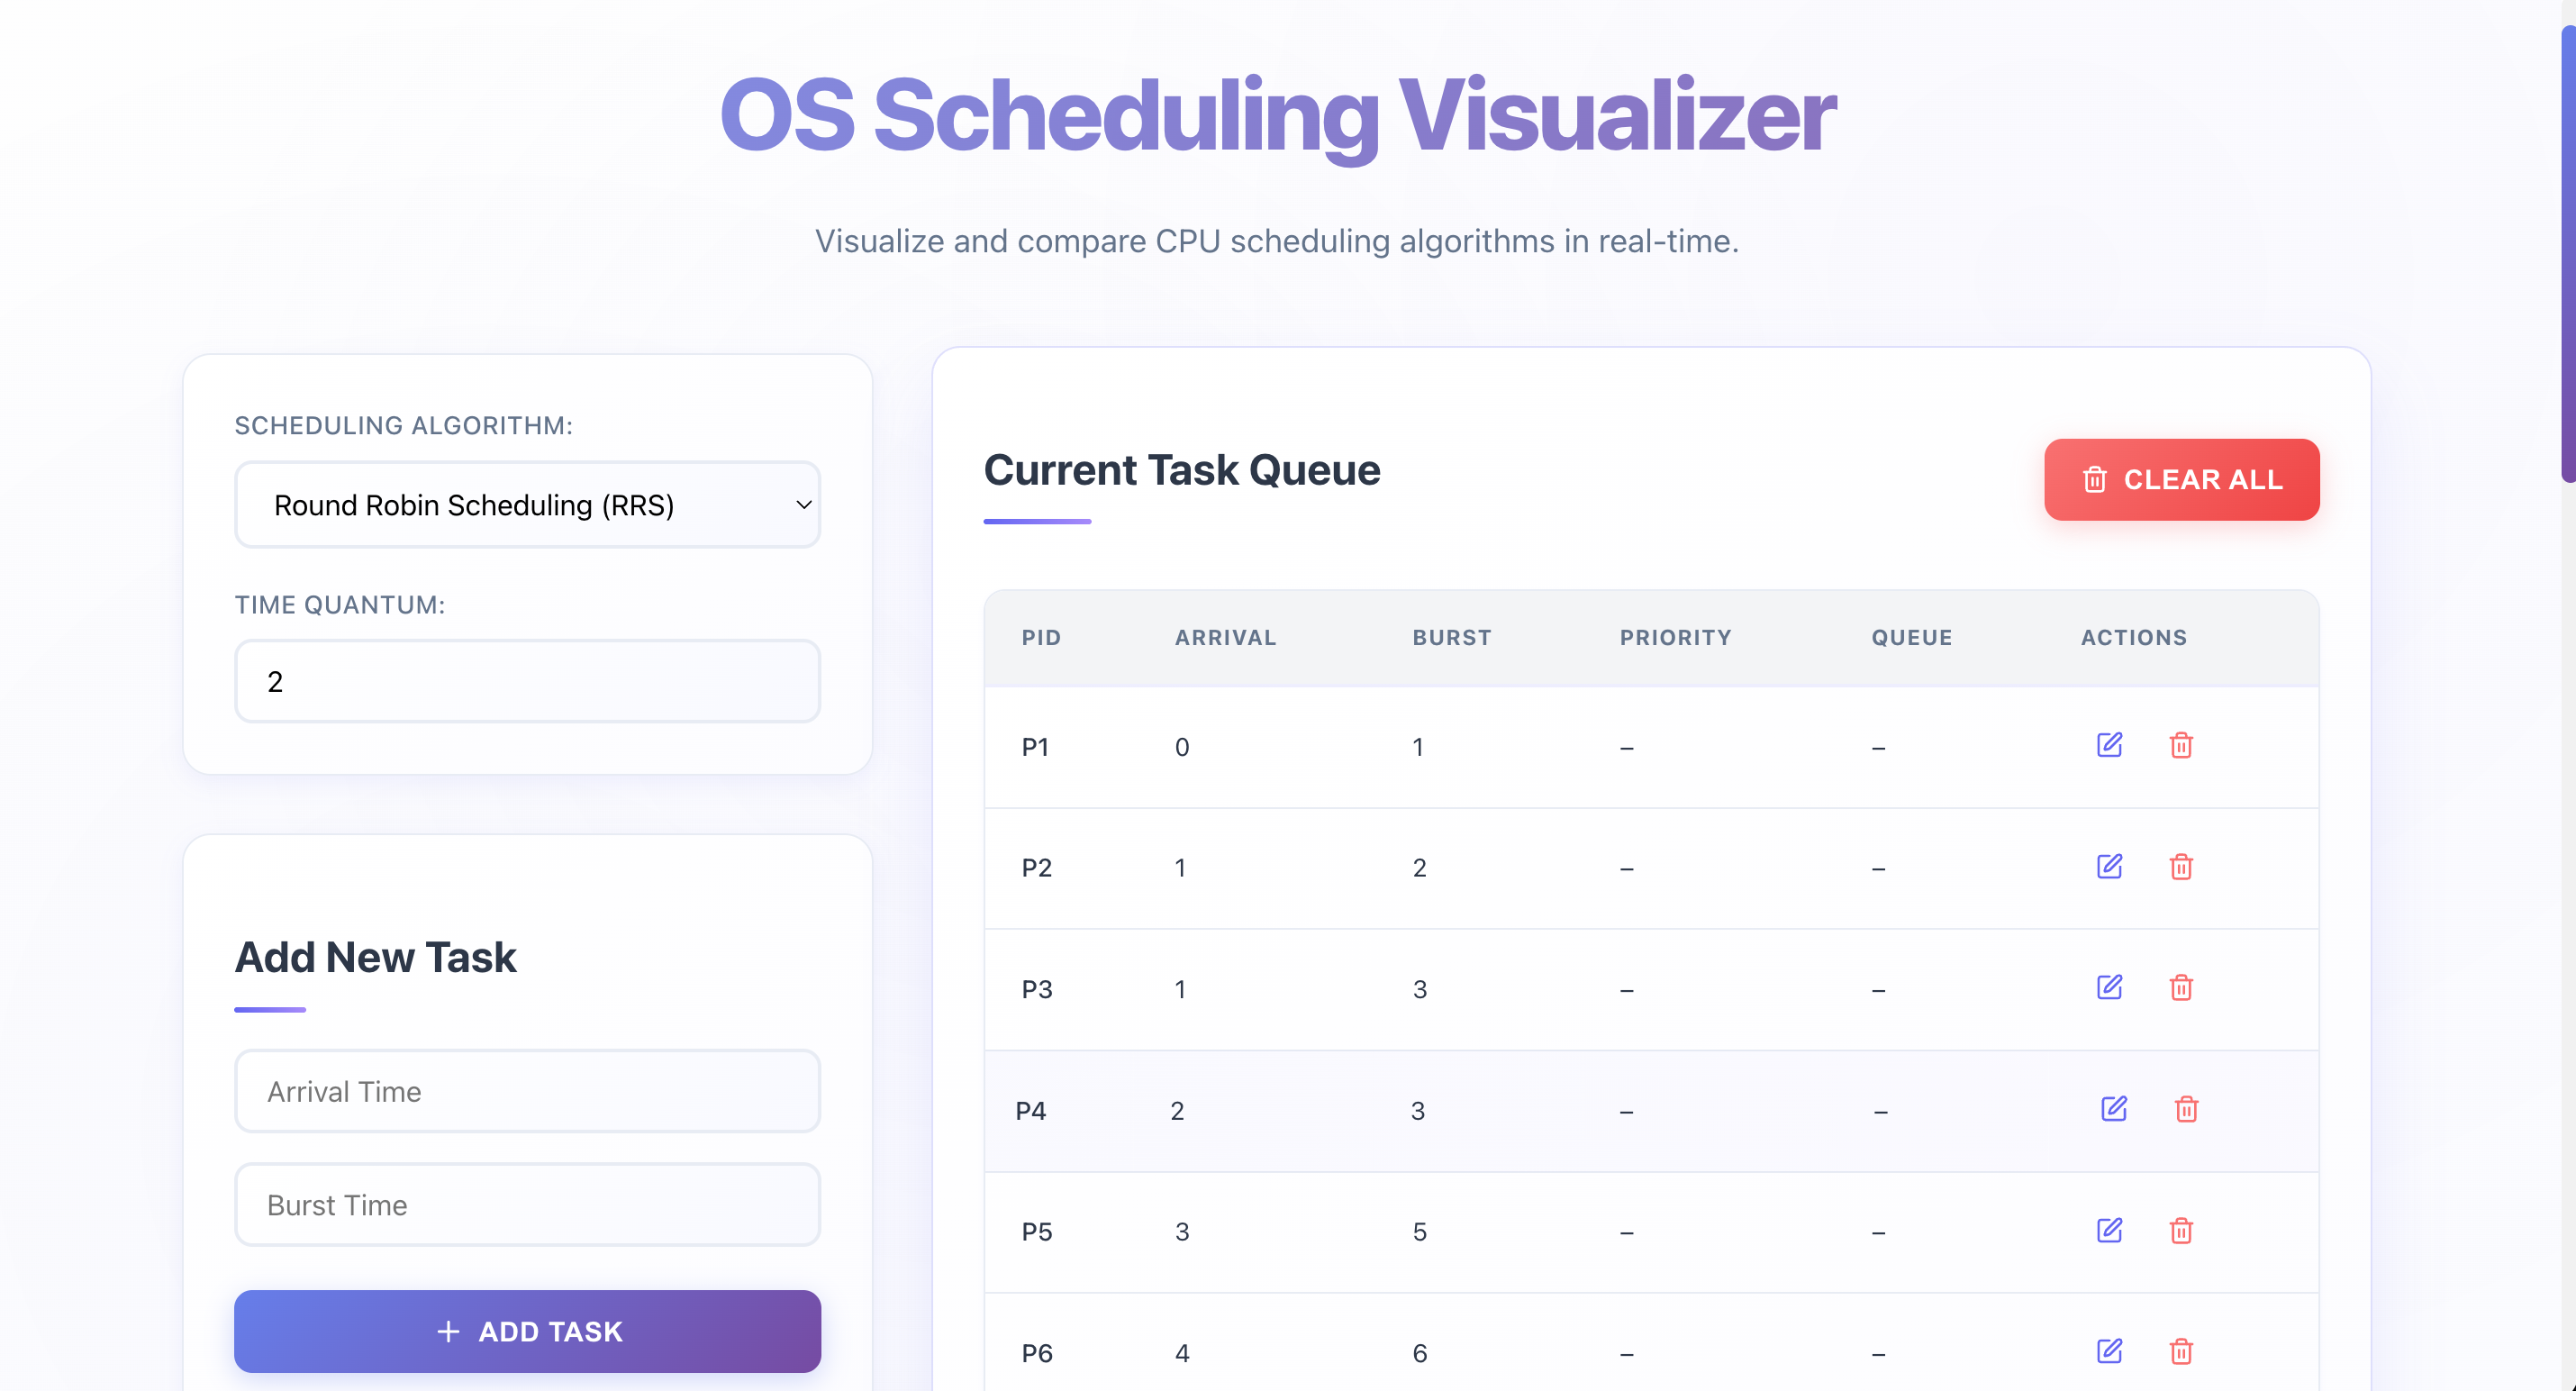 OS Scheduling Visualizer
Visualize and compare CPU scheduling algorithms in real-time.
SCHEDULING ALGORITHM:
Round Robin Scheduling (RRS)
TIME QUANTUM:
2
Add New Task
Arrival Time
Burst Time
+ ADD TASK
Current Task Queue
CLEAR ALL
PID ARRIVAL BURST PRIORITY QUEUE ACTIONS
P1 0 1 – –
P2 1 2 – –
P3 1 3 – –
P4 2 3 – –
P5 3 5 – –
P6 4 6 – –